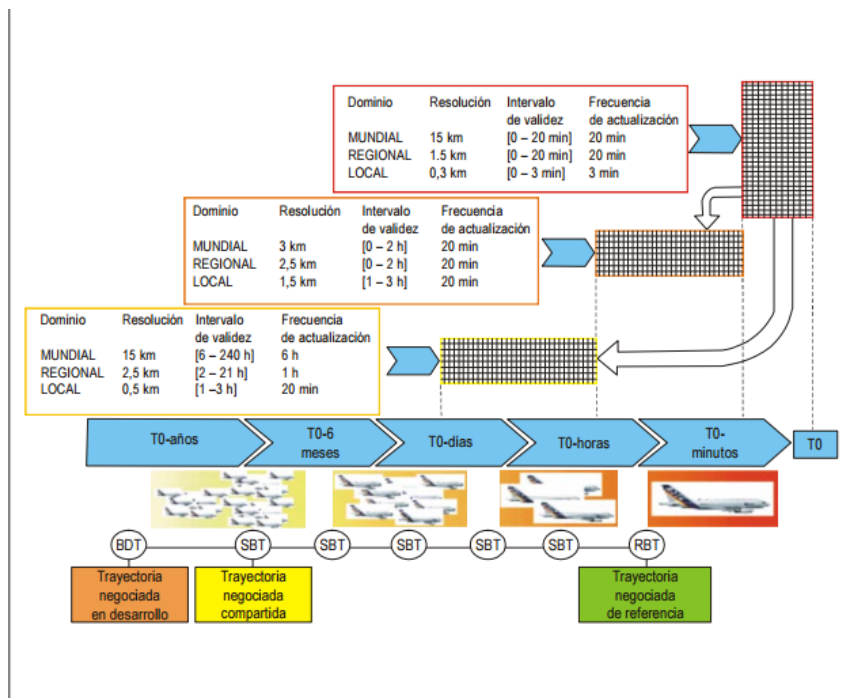 Dominio Resolución Intervalo Frecuencia
de validez de actualización
MUNDIAL 15 km [0 – 20 min] 20 min
REGIONAL 1.5 km [0 – 20 min] 20 min
LOCAL 0,3 km [0 – 3 min] 3 min
Dominio Resolución Intervalo Frecuencia
de validez de actualización
MUNDIAL 3 km [0 – 2 h] 20 min
REGIONAL 2,5 km [0 – 2 h] 20 min
LOCAL 1,5 km [1 – 3 h] 20 min
Dominio Resolución Intervalo Frecuencia
de validez de actualización
MUNDIAL 15 km [6 – 240 h] 6 h
REGIONAL 2,5 km [2 – 21 h] 1 h
LOCAL 0,5 km [1 –3 h] 20 min
T0-años
T0-6
meses
T0-días
T0-horas
T0-
minutos
T0
BDT SBT SBT SBT SBT SBT RBT
Trayectoria
negociada
en desarrollo
Trayectoria
negociada
compartida
Trayectoria
negociada
de referencia